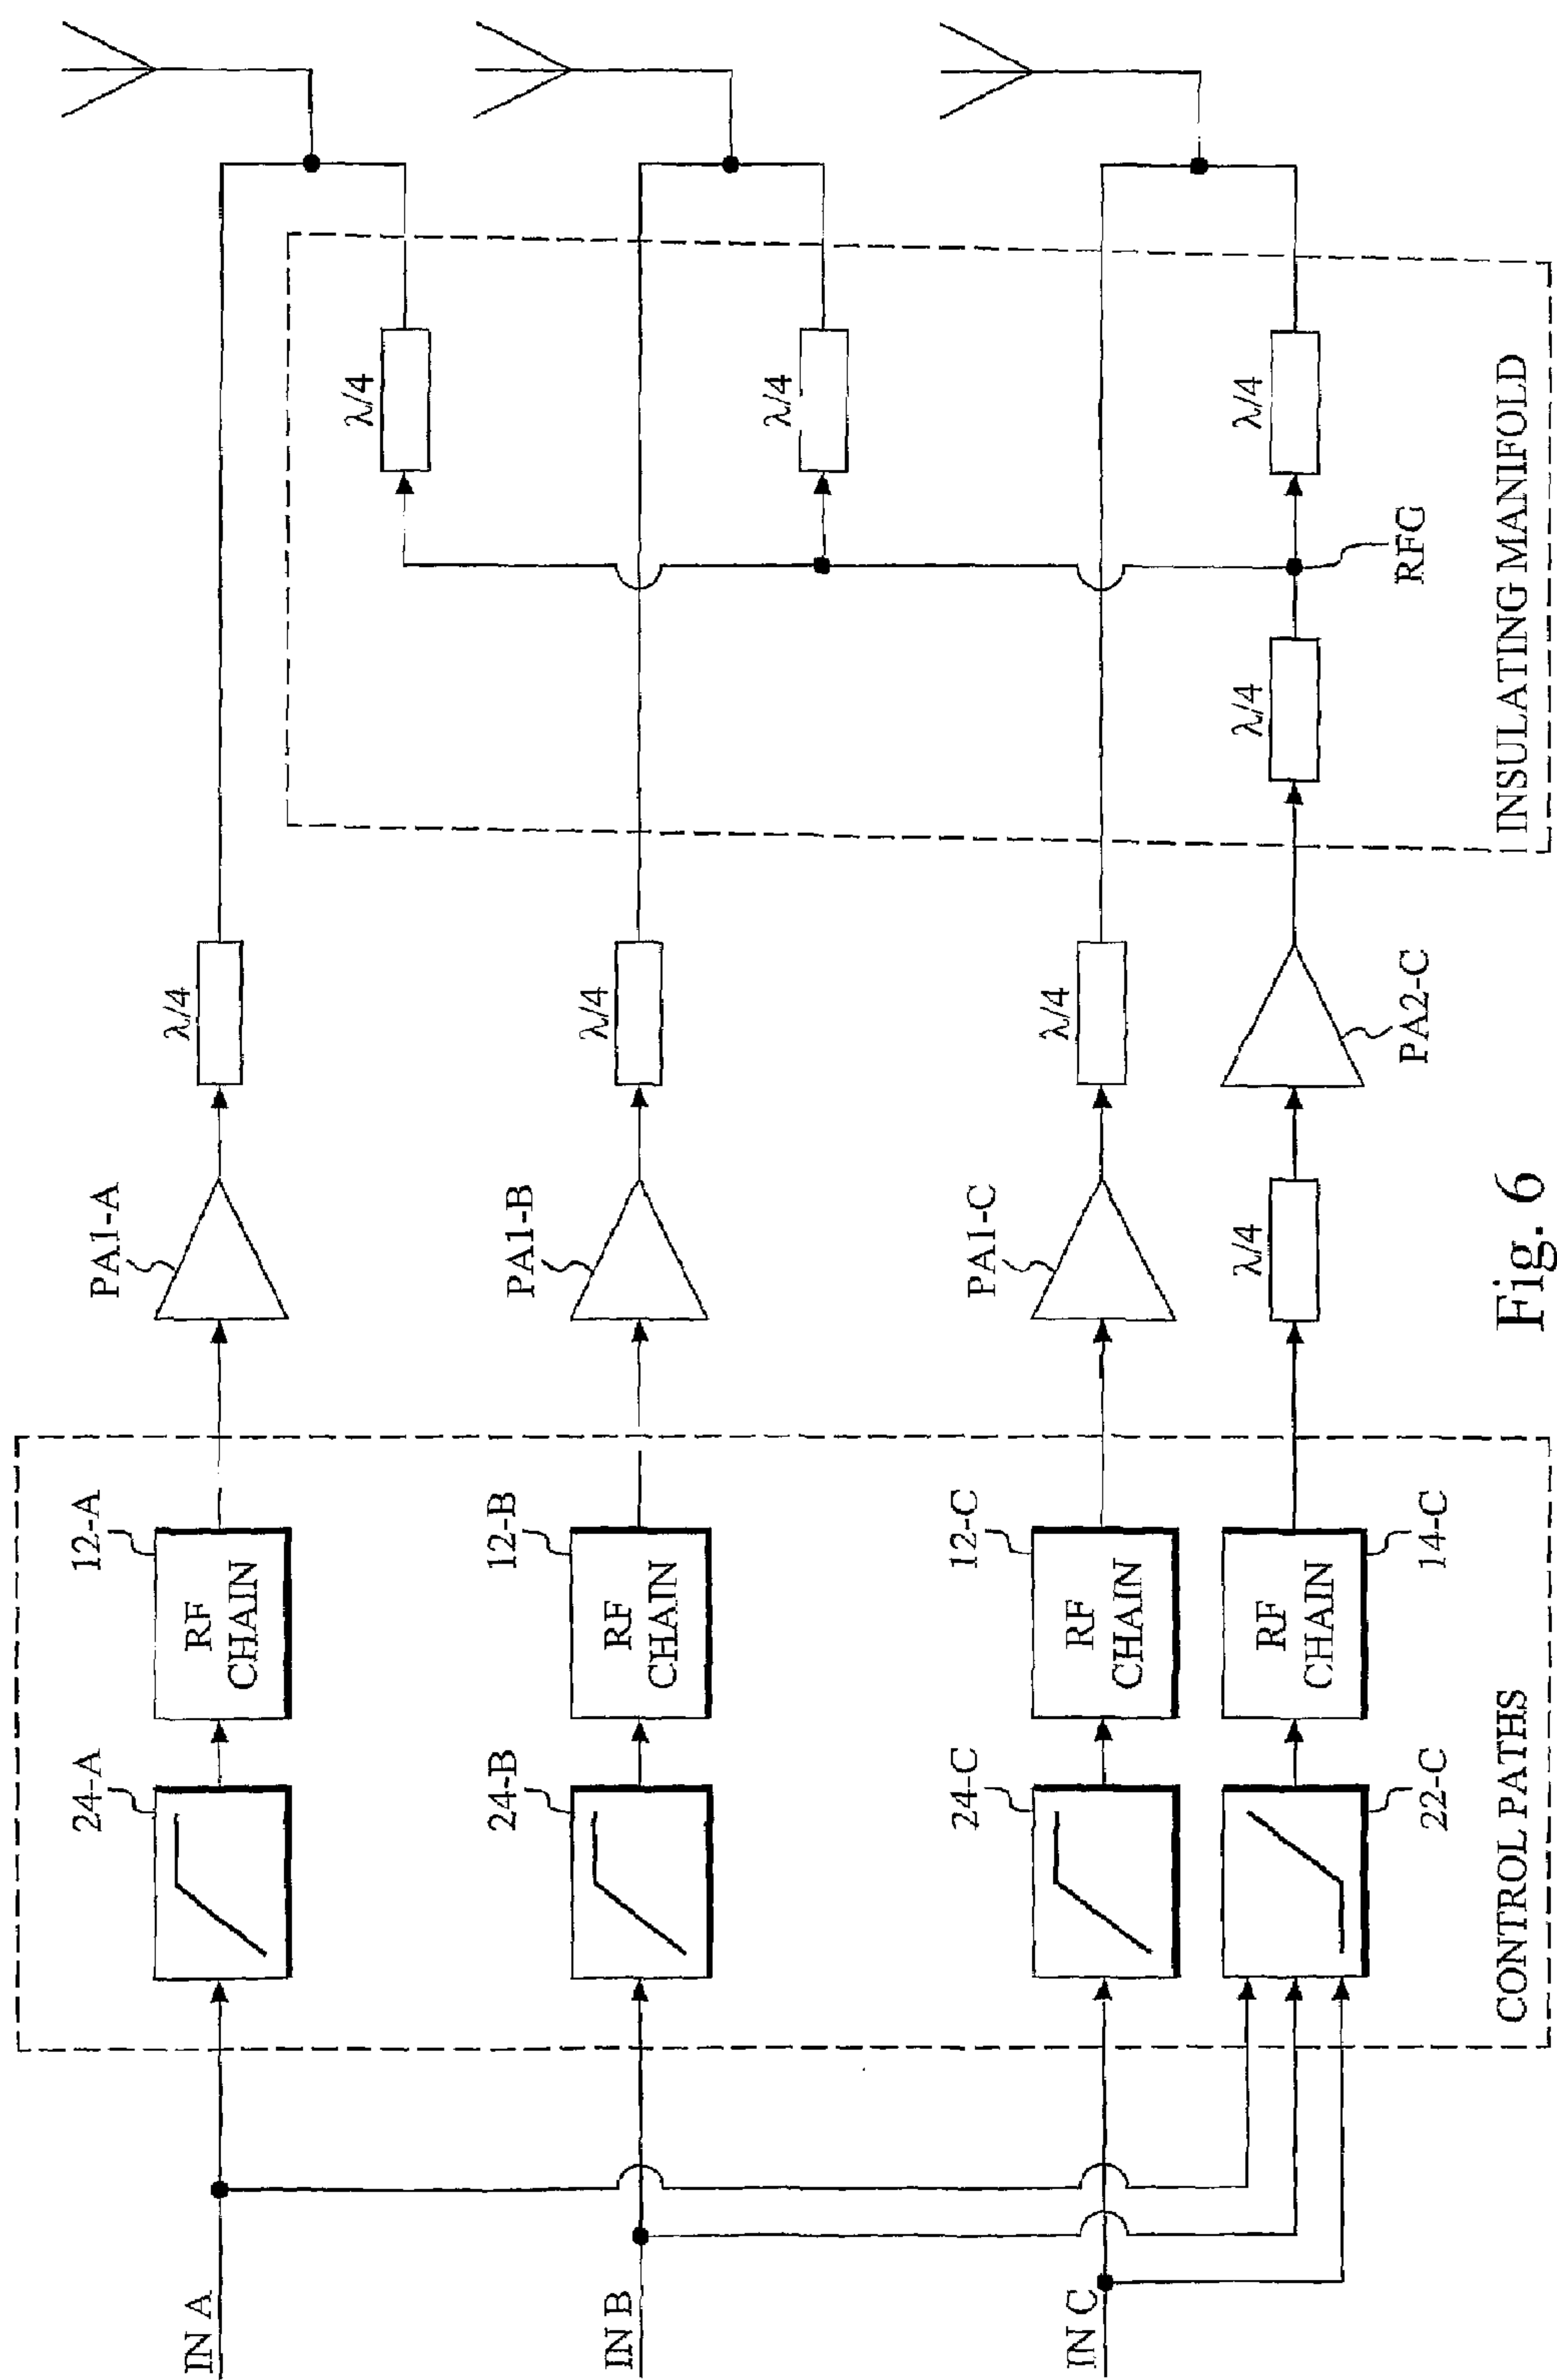 IN A
24-A
12-A
RF
CHAIN
PA1-A
λ/4
λ/4
IN B
24-B
12-B
RF
CHAIN
PA1-B
λ/4
λ/4
IN C
24-C
12-C
RF
CHAIN
PA1-C
λ/4
22-C
14-C
RF
CHAIN
λ/4
PA2-C
λ/4
RFG
λ/4
CONTROL PATHS
INSULATING MANIFOLD
Fig. 6